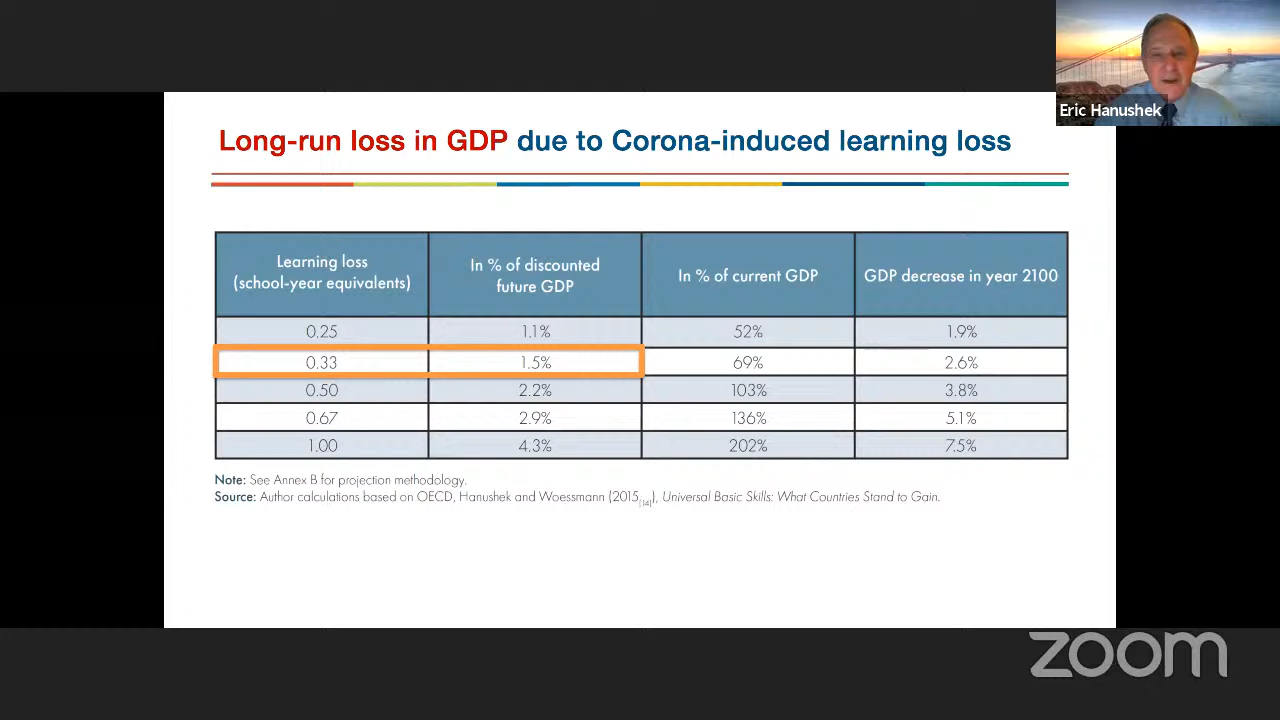 Eric Hanushek
Long-run loss in GDP due to Corona-induced learning loss
Learning loss
(school-year equivalents)
In % of discounted
future GDP
In % of current GDP
GDP decrease in year 2100
0.25 1.1% 52% 1.9%
0.33 1.5% 69% 2.6%
0.50 2.2% 103% 3.8%
0.67 2.9% 136% 5.1%
1.00 4.3% 202% 7.5%
Note: See Annex B for projection methodology.
Source: Author calculations based on OECD, Hanushek and Woessmann (2015[14]), Universal Basic Skills: What Countries Stand to Gain.
zoom